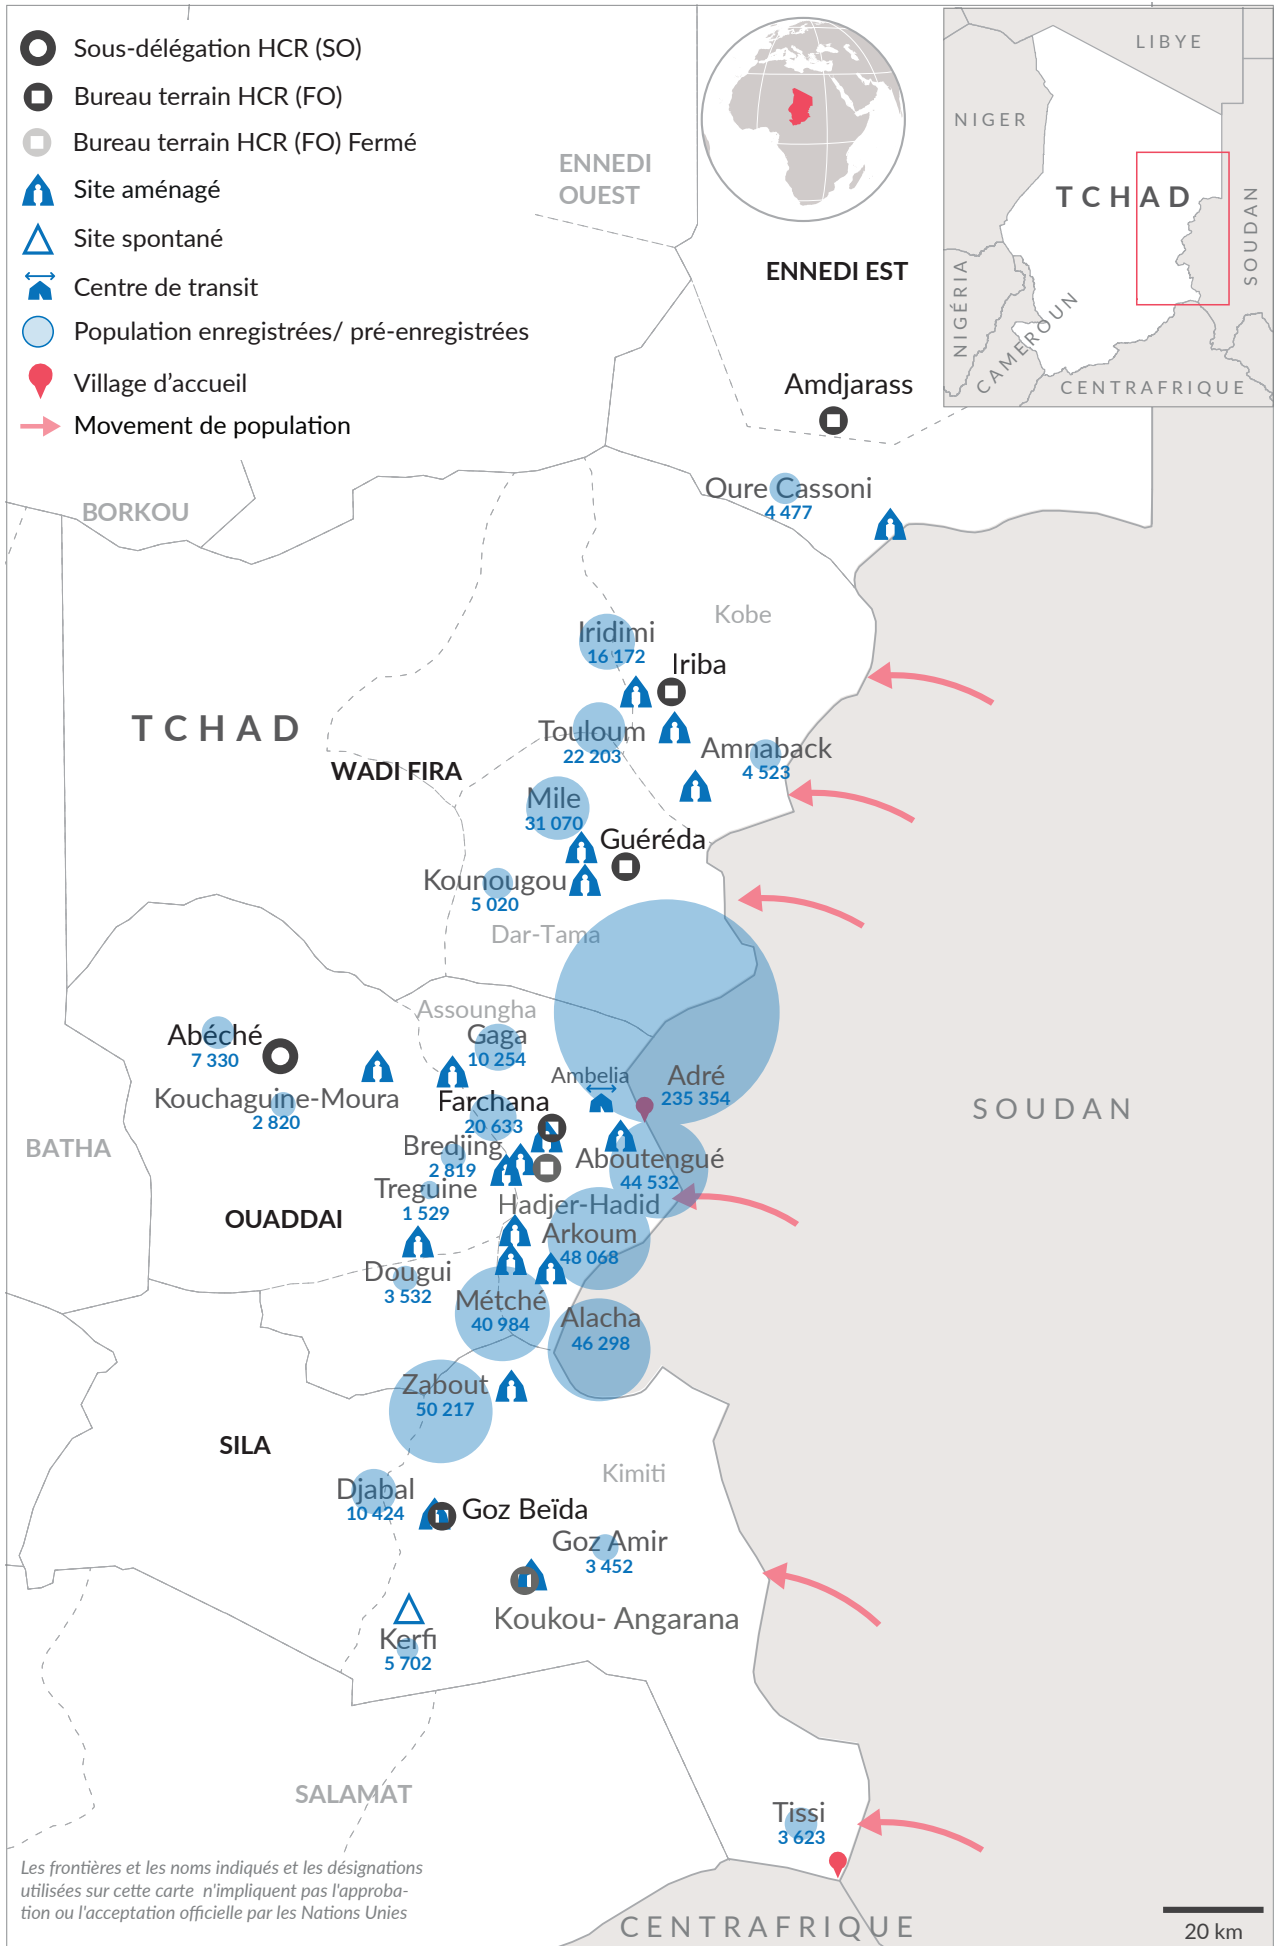 Sous-délégation HCR (SO)
Bureau terrain HCR (FO)
Bureau terrain HCR (FO) Fermé
Site aménagé
Site spontané
Centre de transit
Population enregistrées/ pré-enregistrées
Village d'accueil
Movement de population
LIBYE
NIGER
TCHAD
SOUDAN
NIGÉRIA
CAMEROUN
CENTRAFRIQUE
ENNEDI
OUEST
ENNEDI EST
Amdjarass
Oure Cassoni
4 477
BORKOU
Kobe
Iridimi
16 172
Iriba
TCHAD
Touloum
22 203
Amnaback
4 523
WADI FIRA
Mile
31 070
Guéréda
Kounougou
5 020
Dar-Tama
Assoungha
Gaga
10 254
Abéché
7 330
Ambelia
Adré
235 354
Kouchaguine-Moura
2 820
Farchana
20 633
SOUDAN
BATHA
Bredjing
2 819
Aboutengué
44 532
Treguine
1 529
Hadjer-Hadid
OUADDAI
Arkoum
48 068
Dougui
3 532
Métché
40 984
Alacha
46 298
Zabout
50 217
SILA
Kimiti
Djabal
10 424
Goz Beïda
Goz Amir
3 452
Koukou- Angarana
Kerfi
5 702
SALAMAT
Tissi
3 623
Les frontières et les noms indiqués et les désignations
utilisées sur cette carte n'impliquent pas l'approba-
tion ou l'acceptation officielle par les Nations Unies
CENTRAFRIQUE
20 km